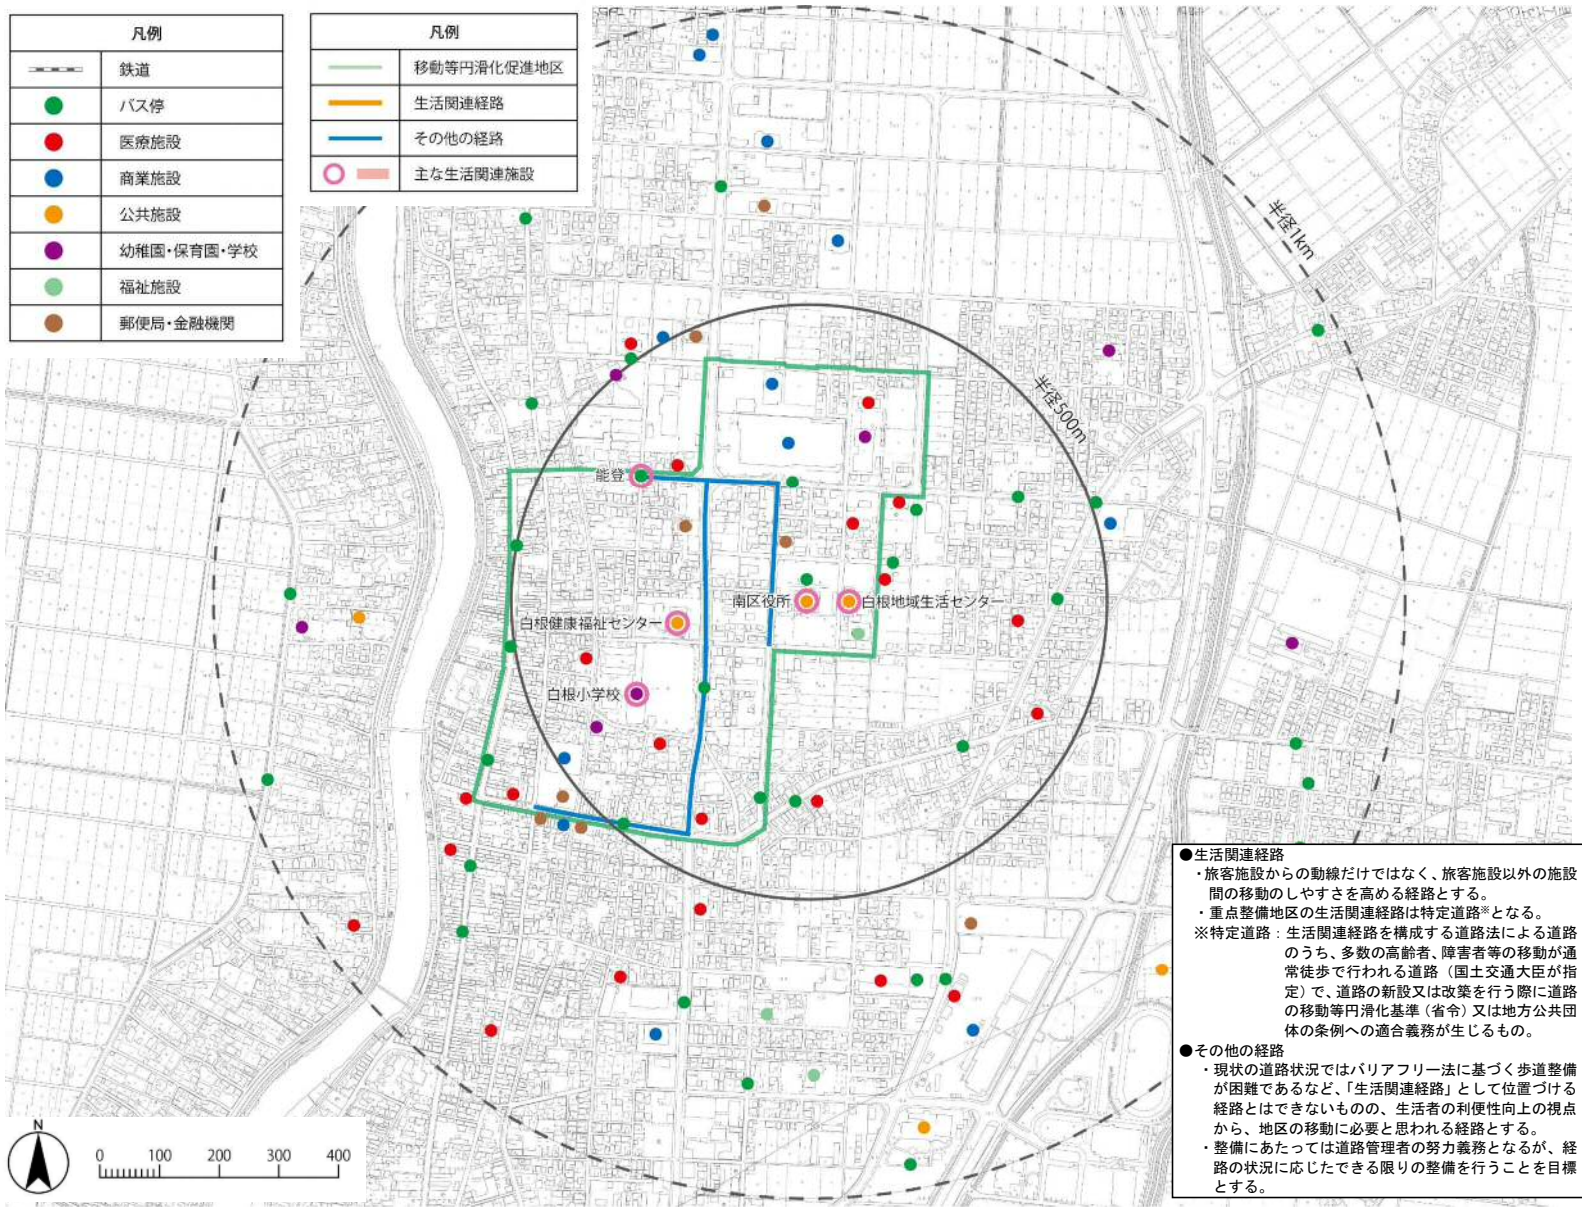 凡例
鉄道
バス停
医療施設
商業施設
公共施設
幼稚園・保育園・学校
福祉施設
郵便局・金融機関
凡例
移動等円滑化促進地区
生活関連経路
その他の経路
主な生活関連施設
半径1km
半径500m
能登
南区役所
白根地域生活センター
白根健康福祉センター
白根小学校
●生活関連経路
・旅客施設からの動線だけではなく、旅客施設以外の施設
間の移動のしやすさを高める経路とする。
・重点整備地区の生活関連経路は特定道路※となる。
※特定道路：生活関連経路を構成する道路法による道路
のうち、多数の高齢者、障害者等の移動が通
常徒歩で行われる道路（国土交通大臣が指
定）で、道路の新設又は改築を行う際に道路
の移動等円滑化基準（省令）又は地方公共団
体の条例への適合義務が生じるもの。
●その他の経路
・現状の道路状況ではバリアフリー法に基づく歩道整備
が困難であるなど、「生活関連経路」として位置づける
経路とはできないものの、生活者の利便性向上の視点
から、地区の移動に必要と思われる経路とする。
・整備にあたっては道路管理者の努力義務となるが、経
路の状況に応じたできる限りの整備を行うことを目標
とする。
N
0 100 200 300 400